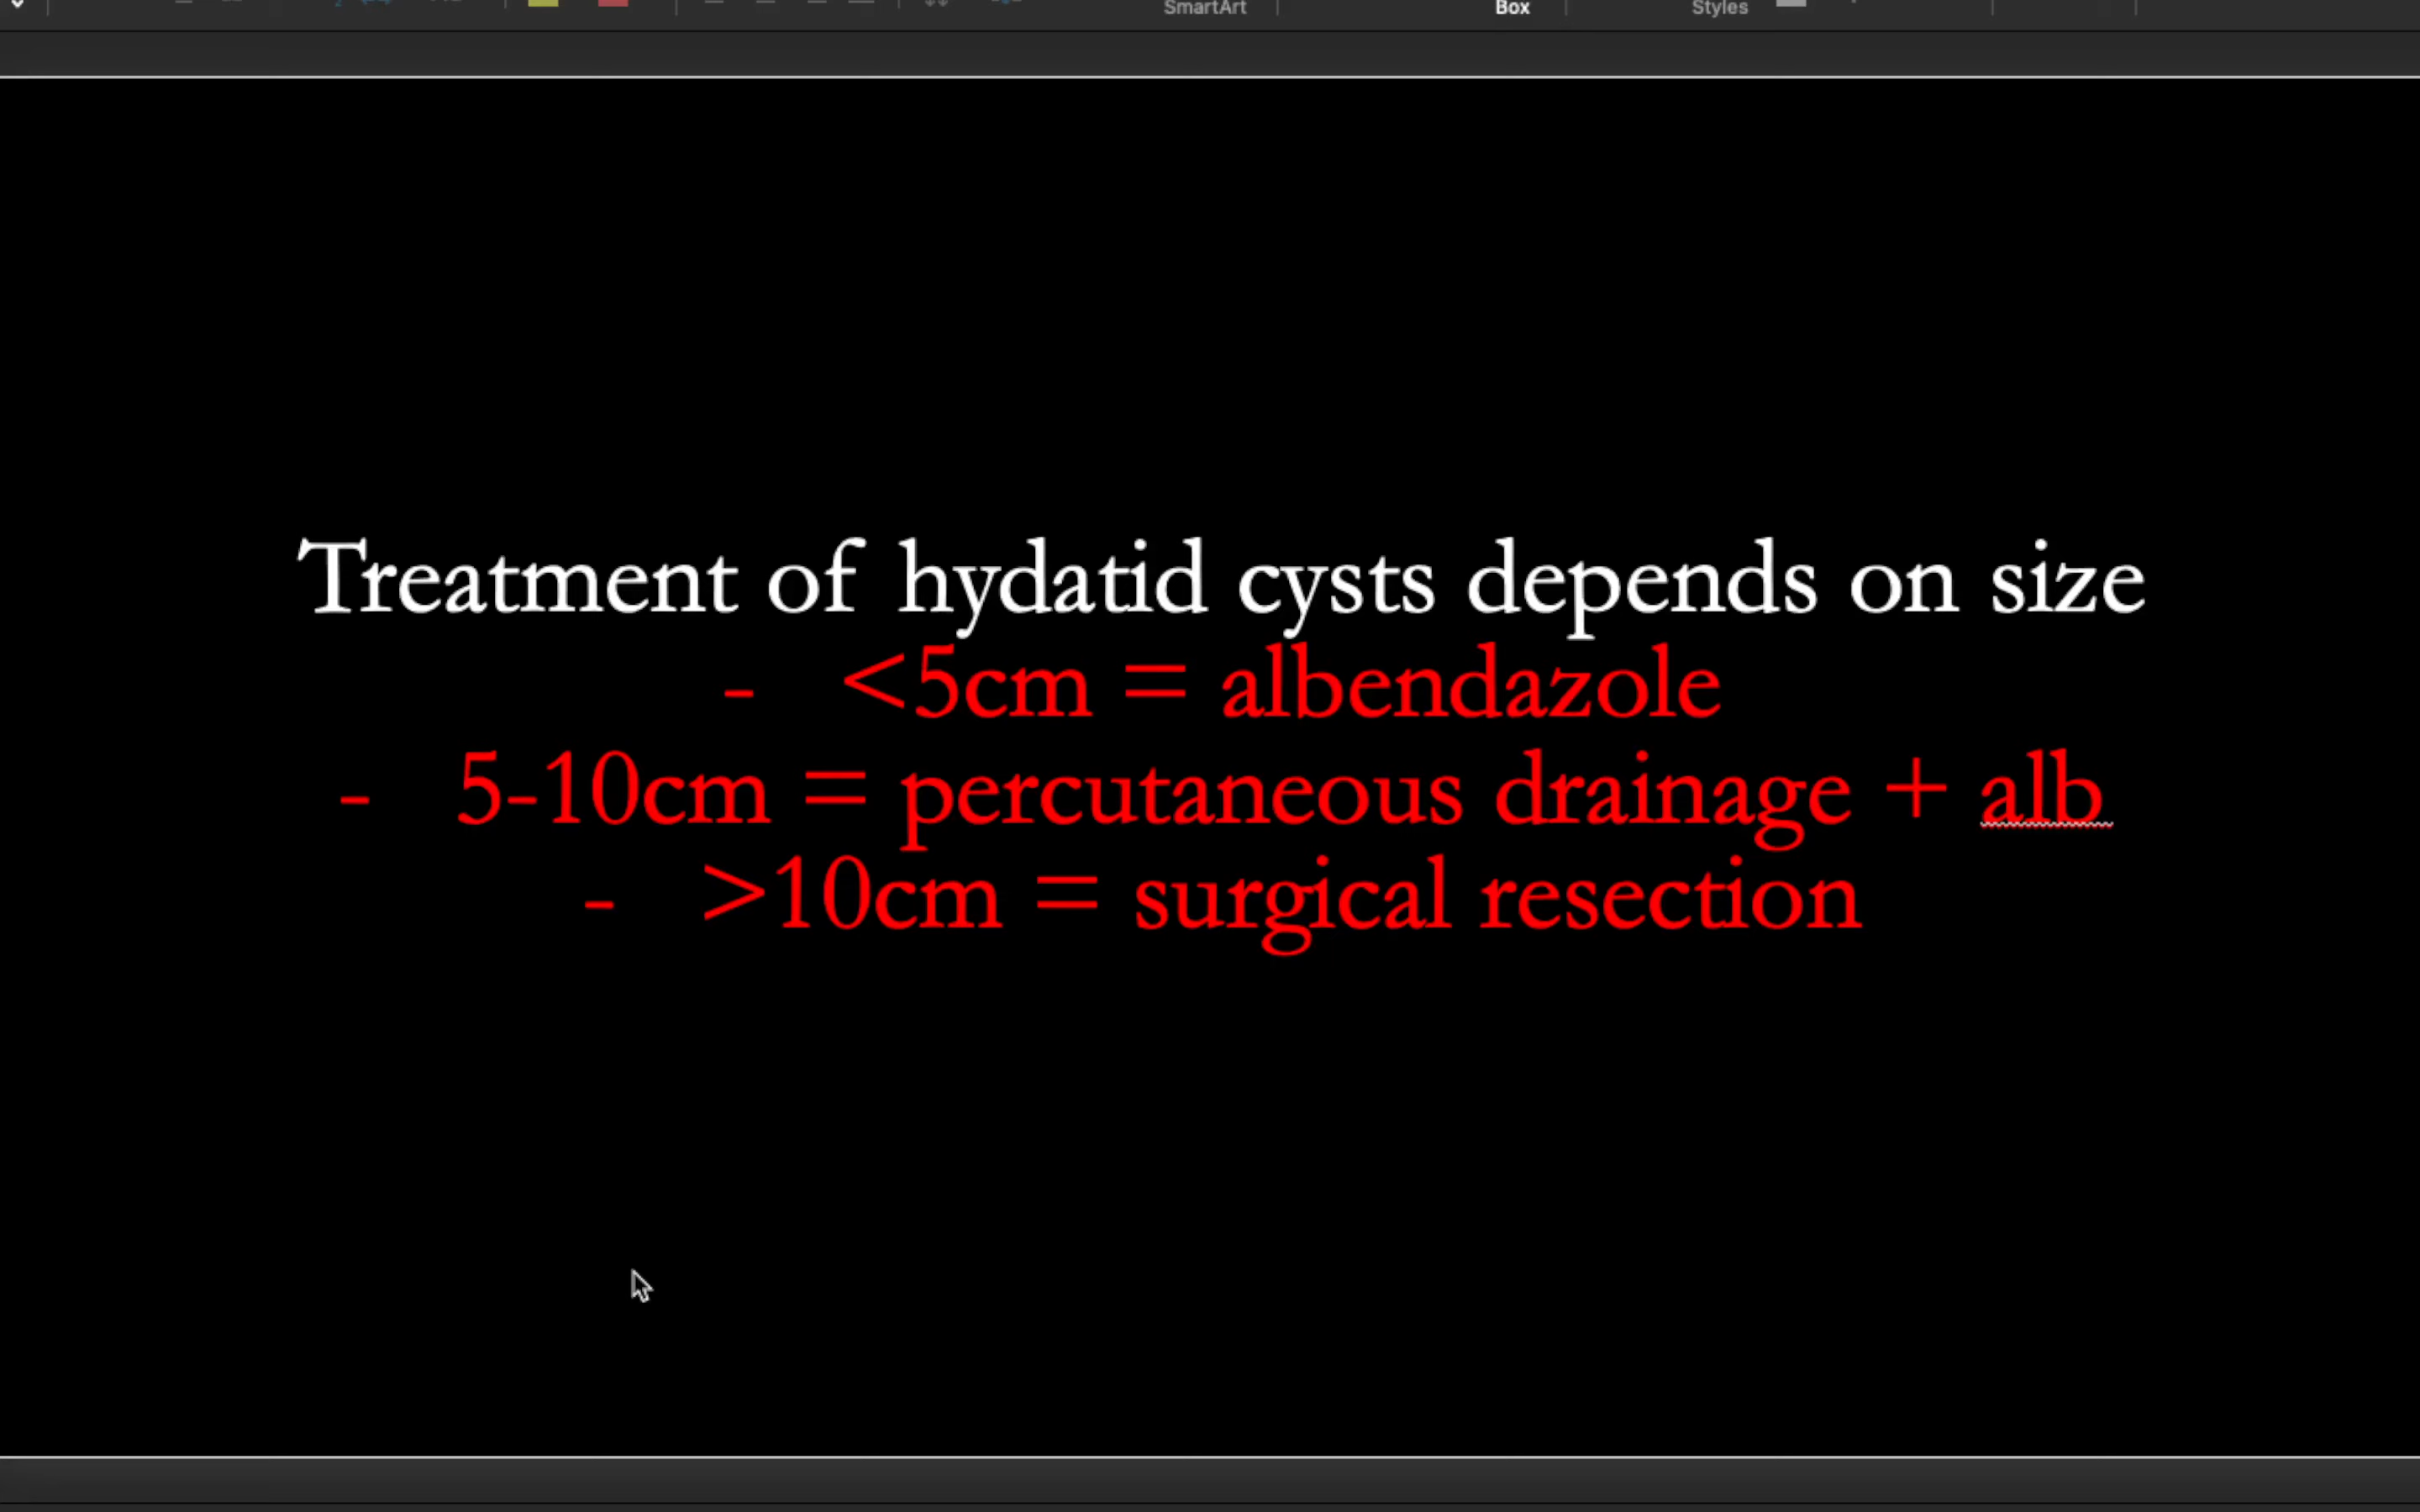 SmartArt Box Styles
Treatment of hydatid cysts depends on size
- <5cm = albendazole
- 5-10cm = percutaneous drainage + alb
- >10cm = surgical resection